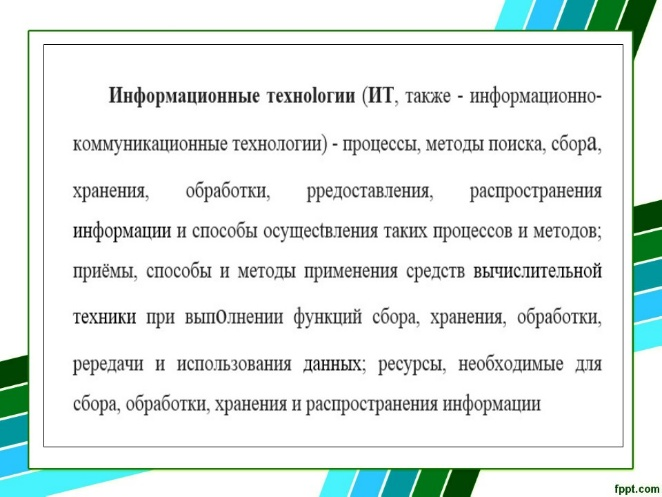 Информационные техноlогии (ИТ, также - информационно-
коммуникационные технологии) - процессы, методы поиска, сбора,
хранения, обработки, рредоставления, распространения
информации и способы осущесtвления таких процессов и методов;
приёмы, способы и методы применения средств вычислительной
техники при выполнении функций сбора, хранения, обработки,
рередачи и использования данных; ресурсы, необходимые для
сбора, обработки, хранения и распространения информации
fppt.com